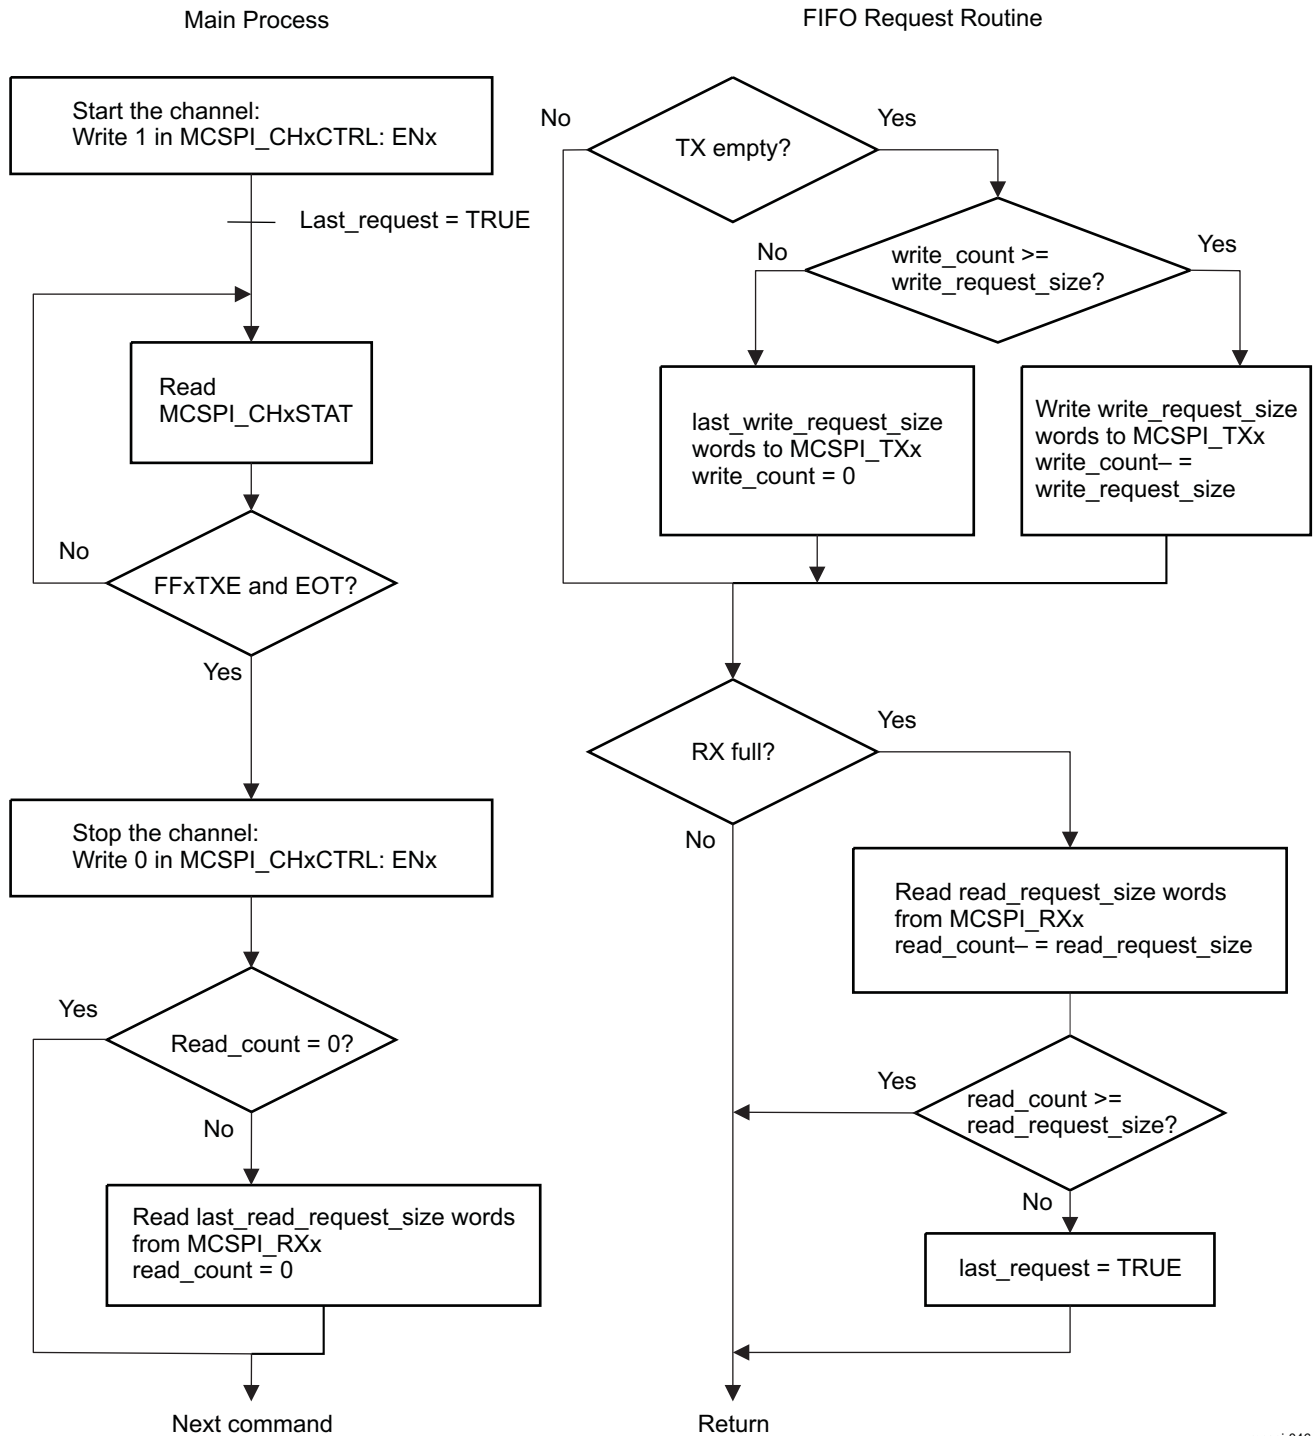 Main Process
Start the channel:
Write 1 in MCSPI_CHxCTRL: ENx
Last_request = TRUE
Read
MCSPI_CHxSTAT
No
FFxTXE and EOT?
Yes
Stop the channel:
Write 0 in MCSPI_CHxCTRL: ENx
Yes
Read_count = 0?
No
Read last_read_request_size words
from MCSPI_RXx
read_count = 0
Next command
FIFO Request Routine
No
Yes
TX empty?
No
Yes
write_count >=
write_request_size?
last_write_request_size
words to MCSPI_TXx
write_count = 0
Write write_request_size
words to MCSPI_TXx
write_count– =
write_request_size
Yes
RX full?
No
Read read_request_size words
from MCSPI_RXx
read_count– = read_request_size
Yes
read_count >=
read_request_size?
No
last_request = TRUE
Return